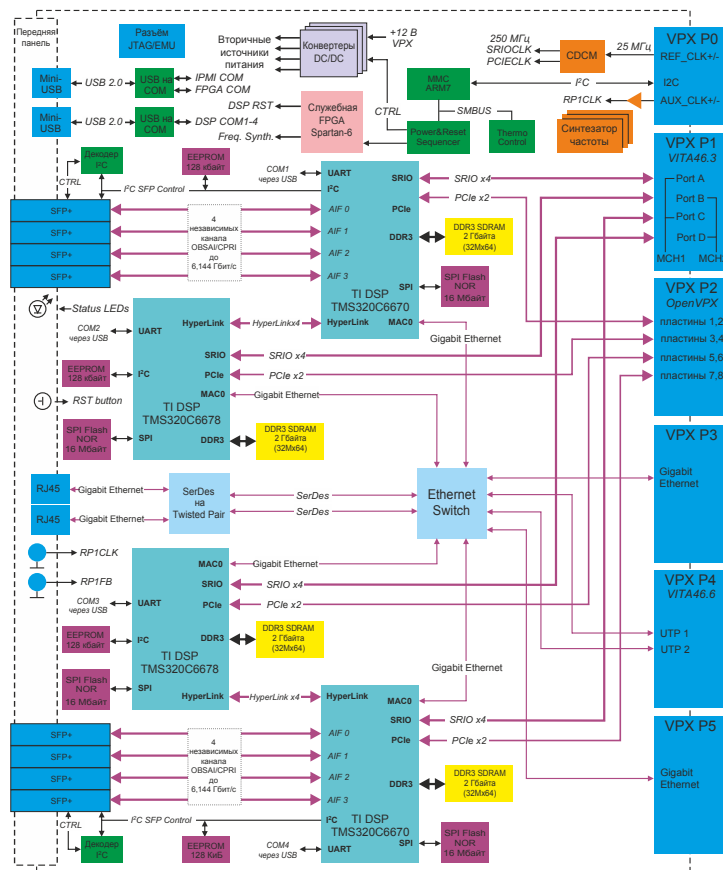 Передняя
панель
Разъём
JTAG/EMU
Вторичные
источники
питания
Конвертеры
DC/DC
+12 В
VPX
250 МГц
SRIOCLK
PCIECLK
CDCM
25 МГц
VPX P0
REF_CLK+/-
I2C
AUX_CLK+/-
Mini-
USB
USB 2.0
USB на
COM
IPMI COM
FPGA COM
Mini-
USB
USB 2.0
USB на
COM
DSP COM1-4
DSP RST
Freq. Synth.
Служебная
FPGA
Spartan-6
CTRL
MMC
ARM7
I²C
SMBUS
RP1CLK
Power&Reset
Sequencer
Thermo
Control
Синтезатор
частоты
Декодер
I²C
CTRL
EEPROM
128 кбайт
I²C SFP Control
COM1
через USB
UART
I²C
SRIO
SRIO x4
PCIe
PCIe x2
VPX P1
VITA46.3
Port A
Port B
Port C
Port D
MCH1
MCH
SFP+
SFP+
SFP+
SFP+
4
независимых
канала
OBSAI/CPRI
до
6,144 Гбит/с
AIF 0
AIF 1
AIF 2
AIF 3
DDR3
DDR3 SDRAM
2 Гбайта
(32Mx64)
TI DSP
TMS320C6670
SPI
SPI Flash
NOR
16 Мбайт
HyperLink
MAC0
Gigabit Ethernet
VPX P2
OpenVPX
пластины 1,2
пластины 3,4
пластины 5,6
пластины 7,8
Status LEDs
COM2
через USB
UART
HyperLink
HyperLinkx4
SRIO
SRIO x4
EEPROM
128 кбайт
I²C
PCIe
PCIe x2
MAC0
Gigabit Ethernet
RST button
TI DSP
TMS320C6678
SPI Flash
NOR
16 Мбайт
SPI
DDR3
DDR3 SDRAM
2 Гбайта
(32Mx64)
VPX P3
Gigabit
Ethernet
RJ45
Gigabit Ethernet
RJ45
Gigabit Ethernet
SerDes
на
Twisted Pair
SerDes
SerDes
Ethernet
Switch
RP1CLK
RP1FB
MAC0
Gigabit Ethernet
SRIO
SRIO x4
COM3
через USB
UART
PCIe
PCIe x2
VPX P4
VITA46.6
UTP 1
UTP 2
EEPROM
128 кбайт
I²C
DDR3
DDR3 SDRAM
2 Гбайта
(32Mx64)
TI DSP
TMS320C6678
SPI Flash
NOR
16 Мбайт
SPI
HyperLink
HyperLink x4
HyperLink
MAC0
Gigabit Ethernet
SRIO
SRIO x4
PCIe
PCIe x2
VPX P5
Gigabit
Ethernet
SFP+
SFP+
SFP+
SFP+
4
независимых
канала
OBSAI/CPRI
до
6,144 Гбит/с
AIF 0
AIF 1
AIF 2
AIF 3
DDR3
DDR3 SDRAM
2 Гбайта
(32Mx64)
TI DSP
TMS320C6670
I²C
UART
SPI
SPI Flash
NOR
16 Мбайт
CTRL
I²C SFP Control
Декодер
I²C
EEPROM
128 КиБ
COM4
через USB